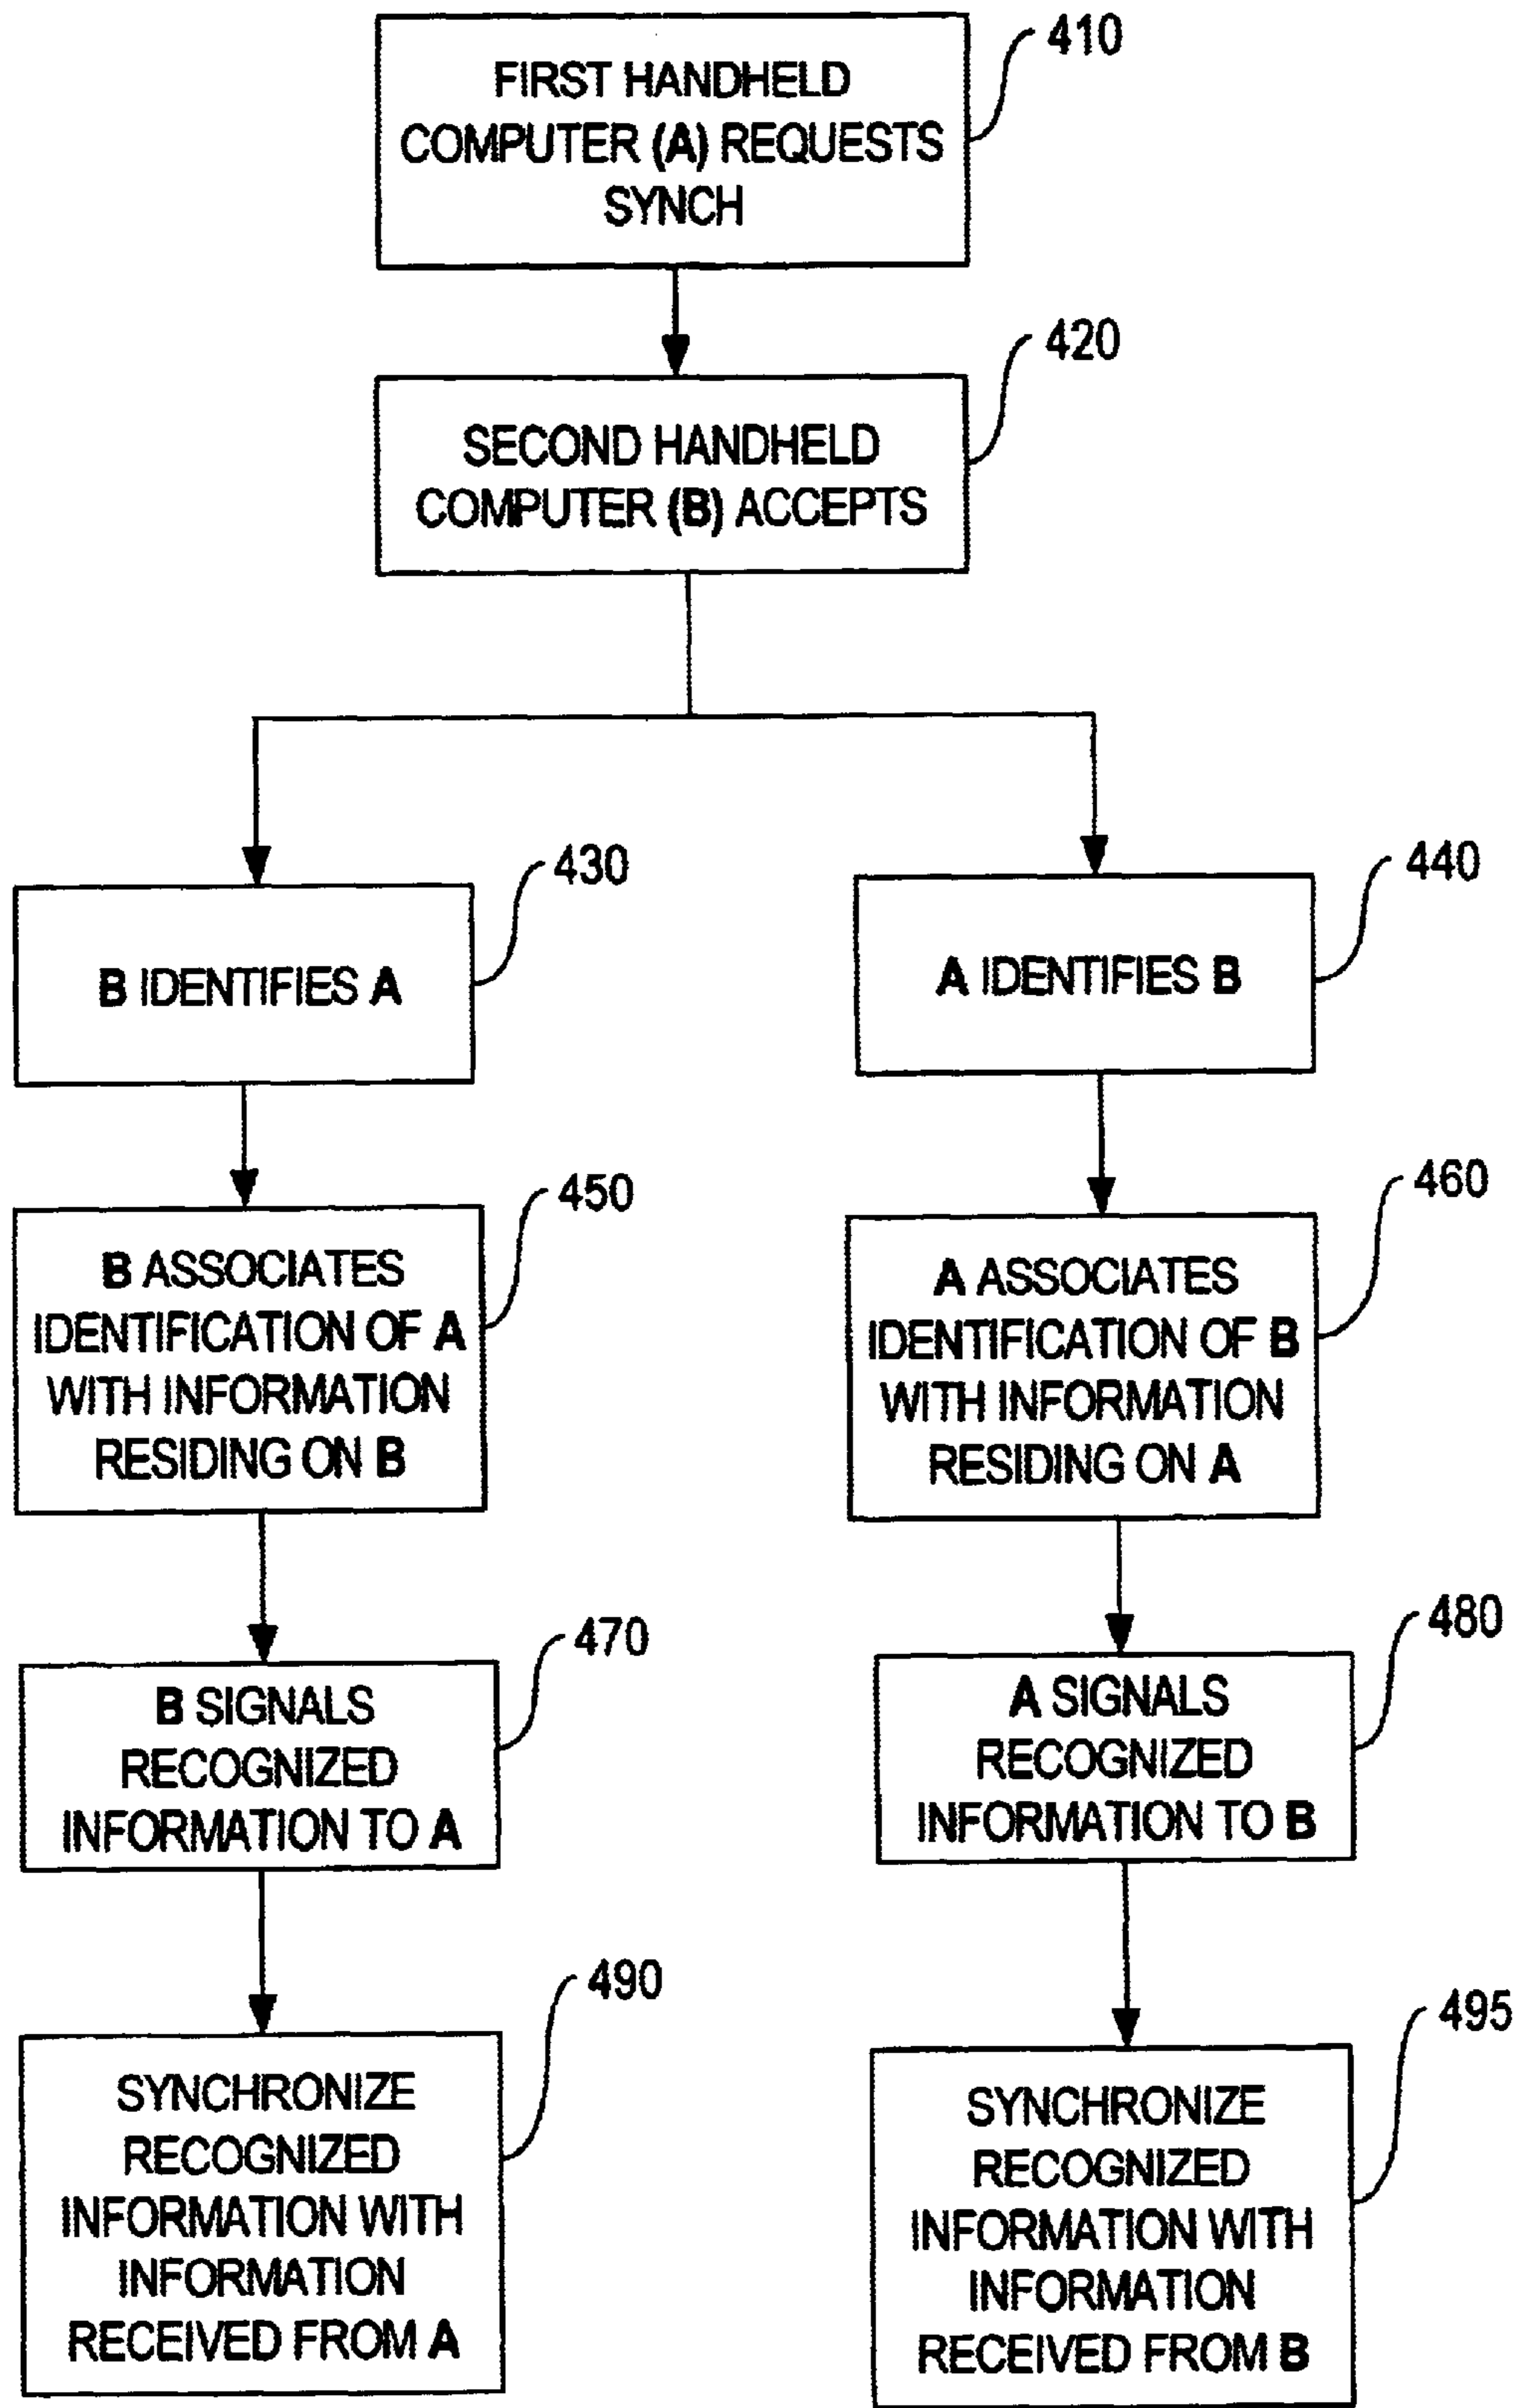 FIRST HANDHELD
COMPUTER (A) REQUESTS
SYNCH
410
SECOND HANDHELD
COMPUTER (B) ACCEPTS
420
B IDENTIFIES A
430
A IDENTIFIES B
440
B ASSOCIATES
IDENTIFICATION OF A
WITH INFORMATION
RESIDING ON B
450
A ASSOCIATES
IDENTIFICATION OF B
WITH INFORMATION
RESIDING ON A
460
B SIGNALS
RECOGNIZED
INFORMATION TO A
470
A SIGNALS
RECOGNIZED
INFORMATION TO B
480
SYNCHRONIZE
RECOGNIZED
INFORMATION WITH
INFORMATION
RECEIVED FROM A
490
SYNCHRONIZE
RECOGNIZED
INFORMATION WITH
INFORMATION
RECEIVED FROM B
495